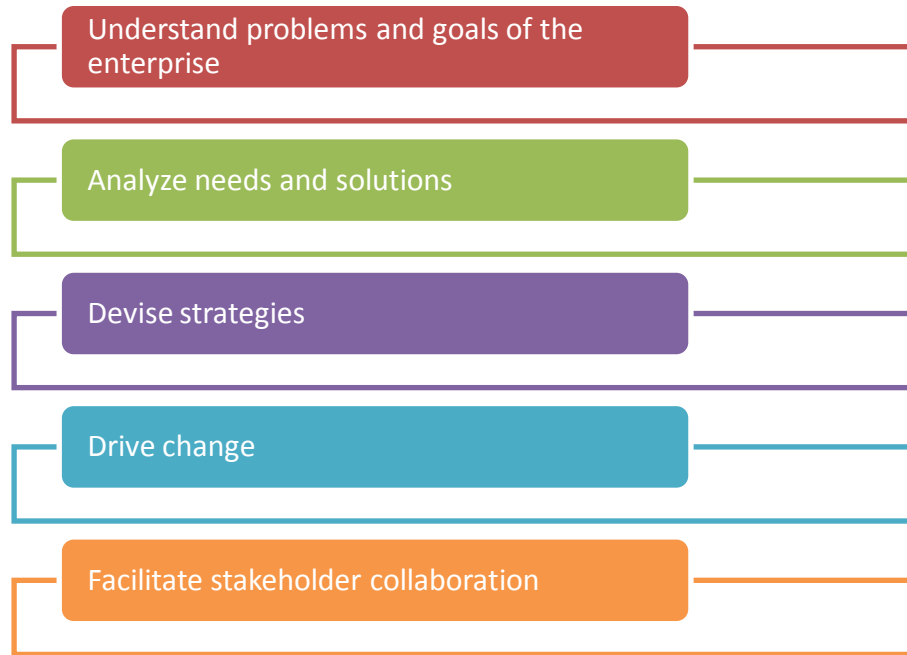 Understand problems and goals of the
enterprise
Analyze needs and solutions
Devise strategies
Drive change
Facilitate stakeholder collaboration